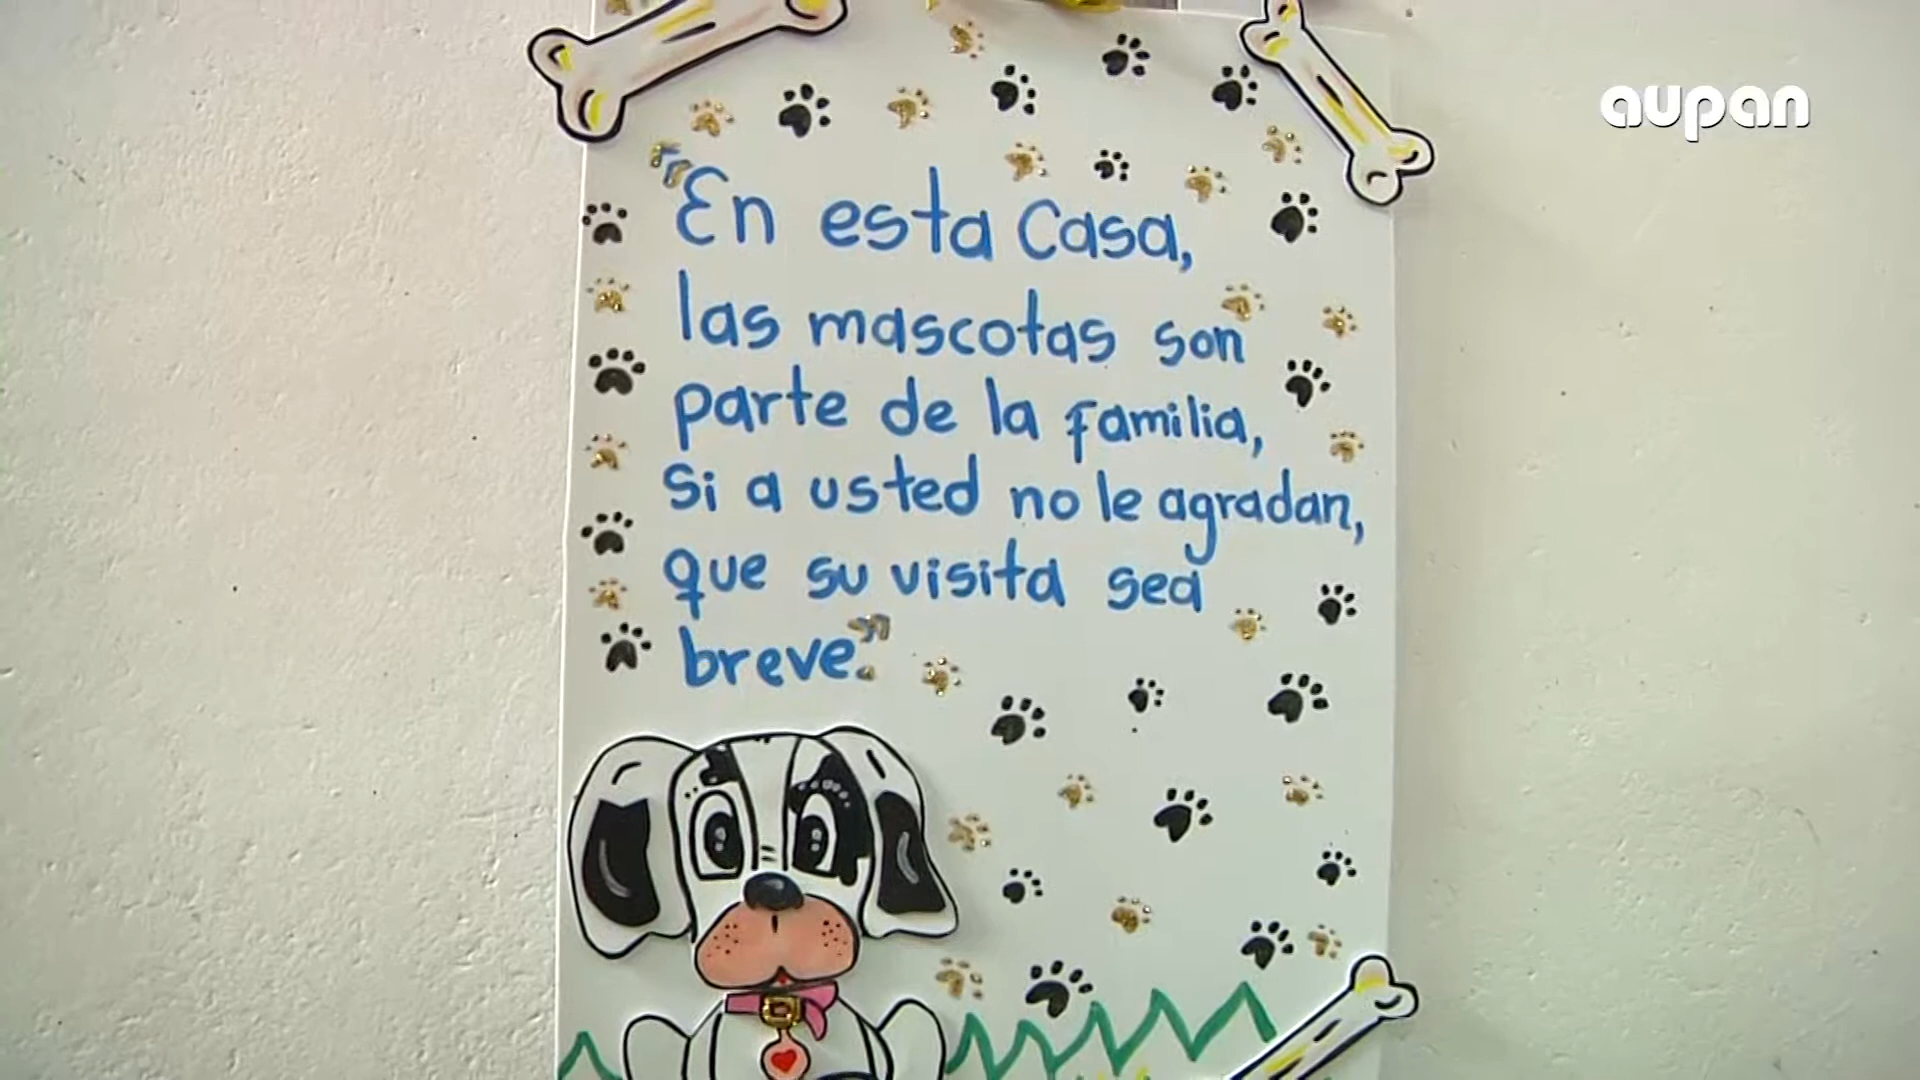 aupan
"En esta Casa,
las mascotas son
parte de la familia,
Si a usted no le agradan,
que su visita sea
breve."